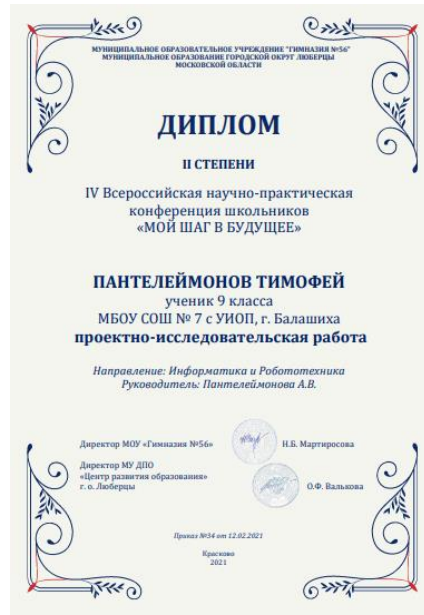 МУНИЦИПАЛЬНОЕ ОБРАЗОВАТЕЛЬНОЕ УЧРЕЖДЕНИЕ "ГИМНАЗИЯ №56"
МУНИЦИПАЛЬНОЕ ОБРАЗОВАНИЕ ГОРОДСКОЙ ОКРУГ ЛЮБЕРЦЫ
МОСКОВСКОЙ ОБЛАСТИ
ДИПЛОМ
II СТЕПЕНИ
IV Всероссийская научно-практическая
конференция школьников
«МОЙ ШАГ В БУДУЩЕЕ»
ПАНТЕЛЕЙМОНОВ ТИМОФЕЙ
ученик 9 класса
МБОУ СОШ № 7 с УИОП, г. Балашиха
проектно-исследовательская работа
Направление: Информатика и Робототехника
Руководитель: Пантелеймонова А.В.
Директор МОУ «Гимназия №56» Н.Б. Мартиросова
Директор МУ ДПО
«Центр развития образования»
г. о. Люберцы О.Ф. Валькова
Приказ №34 от 12.02.2021
Красково
2021